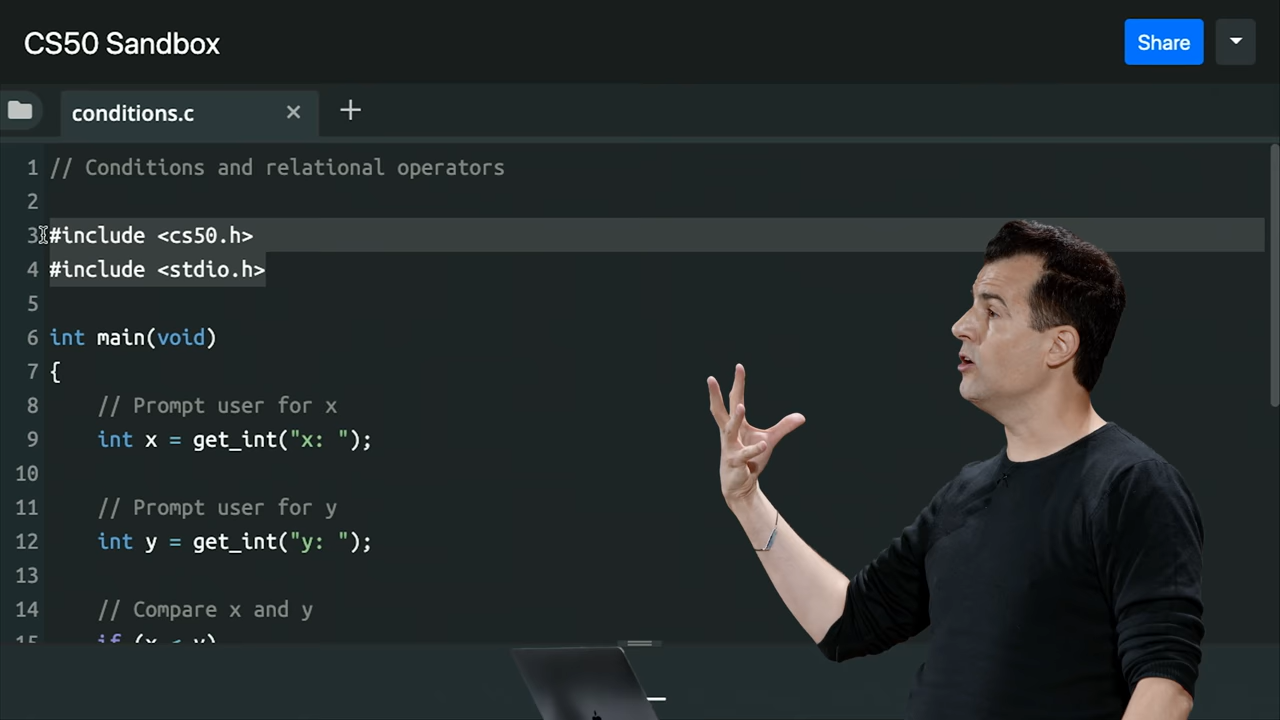 CS50 Sandbox
Share
conditions.c
1 // Conditions and relational operators
2
3 #include <cs50.h>
4 #include <stdio.h>
5
6 int main(void)
7 {
8 // Prompt user for x
9 int x = get_int("x: ");
10
11 // Prompt user for y
12 int y = get_int("y: ");
13
14 // Compare x and y
15 if (x < y)